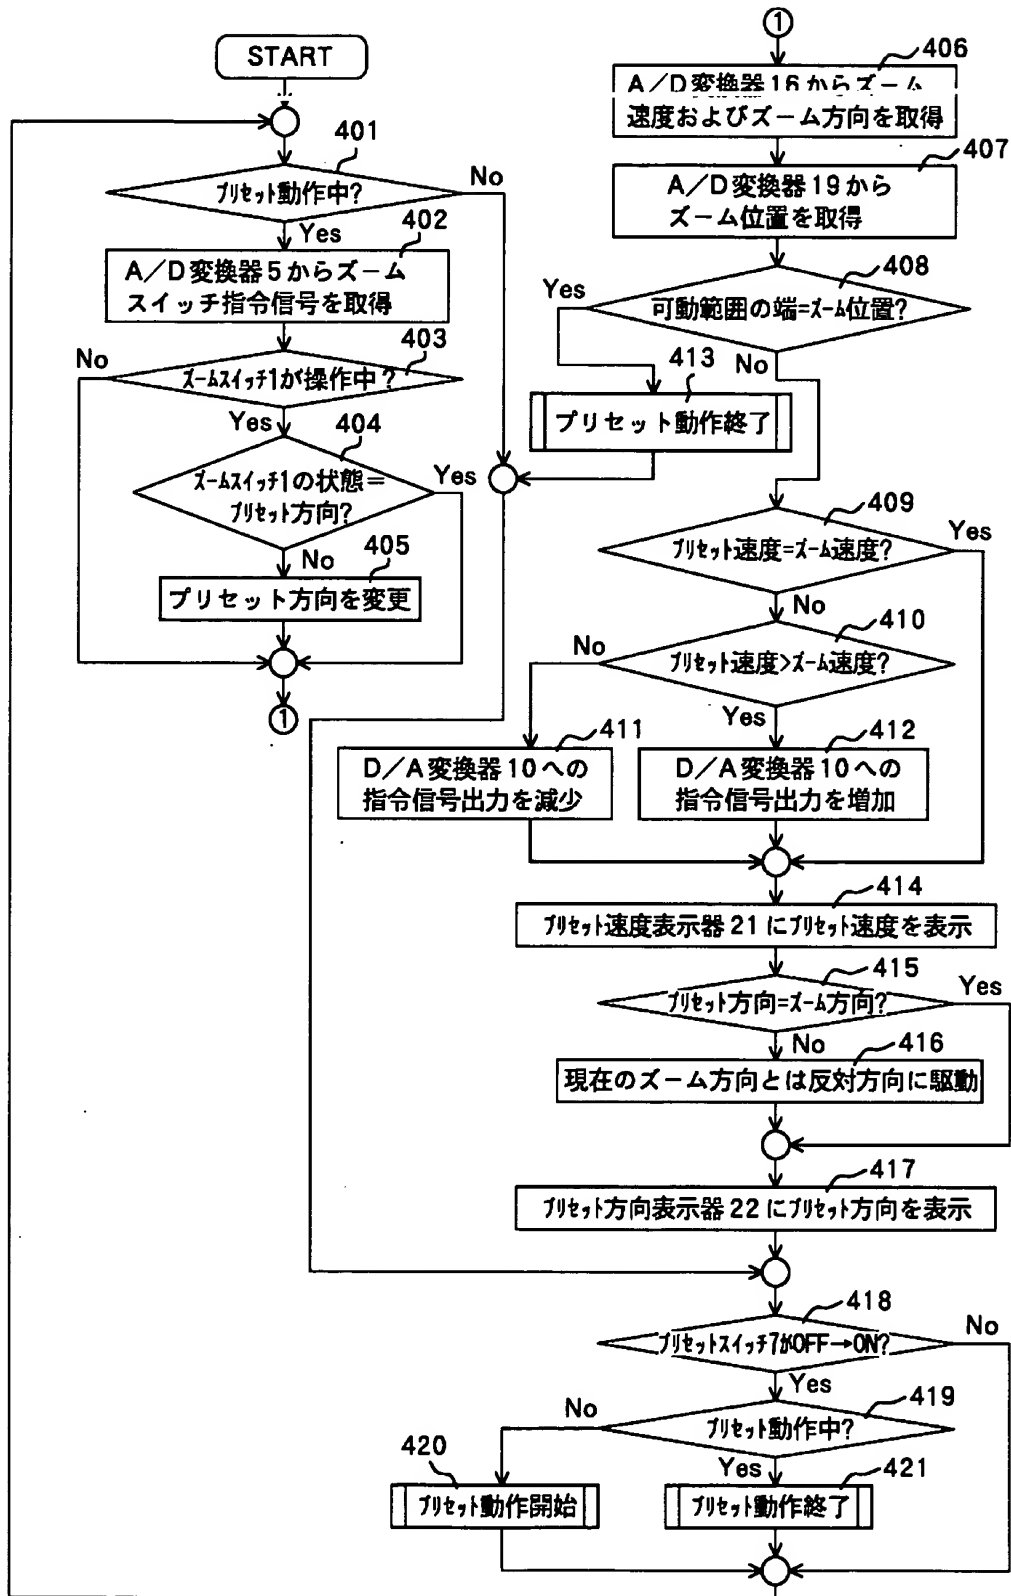 START
401
プリセット動作中?
No
Yes
402
A/D変換器5からズーム
スイッチ指令信号を取得
403
No
ズームスイッチ1が操作中?
Yes
404
ズームスイッチ1の状態=
プリセット方向?
Yes
No
405
プリセット方向を変更
1
1
406
A/D変換器16からズーム
速度およびズーム方向を取得
407
A/D変換器19から
ズーム位置を取得
408
Yes
可動範囲の端=ズーム位置?
No
413
プリセット動作終了
409
プリセット速度=ズーム速度?
Yes
No
410
No
プリセット速度>ズーム速度?
Yes
411
D/A変換器10への
指令信号出力を減少
412
D/A変換器10への
指令信号出力を増加
414
プリセット速度表示器21にプリセット速度を表示
415
プリセット方向=ズーム方向?
Yes
No
416
現在のズーム方向とは反対方向に駆動
417
プリセット方向表示器22にプリセット方向を表示
418
プリセットスイッチ7がOFF→ON?
No
Yes
419
No
プリセット動作中?
Yes
420
プリセット動作開始
421
プリセット動作終了